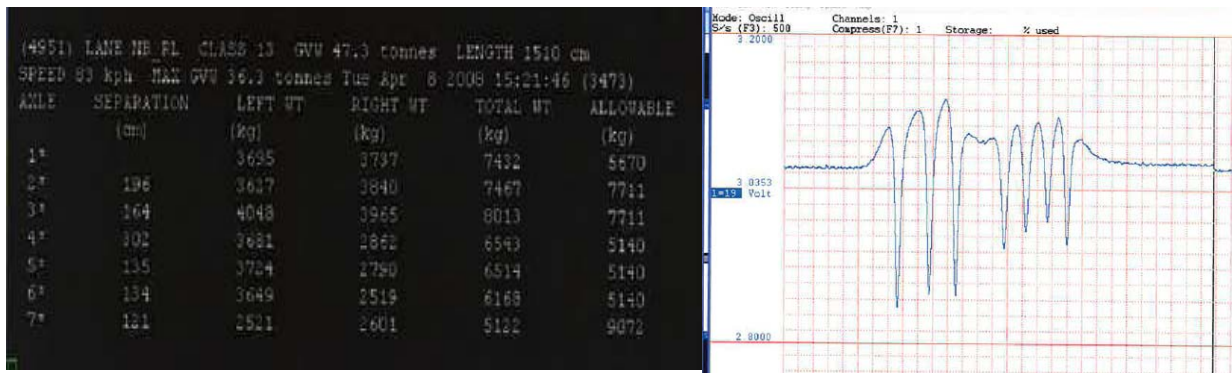 (4951) LANE NB_RL CLASS 13 GVW 47.3 tonnes LENGTH 1510 cm
SPEED 83 kph MAX GVW 36.3 tonnes Tue Apr 8 2008 15:21:46 (3473)
AXLE SEPARATION LEFT WT RIGHT WT TOTAL WT ALLOWABLE
(cm) (kg) (kg) (kg) (kg)
1* 3695 3737 7432 5670
2* 196 3627 3840 7467 7711
3* 164 4048 3965 8013 7711
4* 302 3681 2862 6543 5140
5* 135 3724 2790 6514 5140
6* 134 3649 2519 6168 5140
7* 121 2521 2601 5122 9072
Mode: Oscill Channels: 1
S/s (F3): 500 Compress(F7): 1 Storage: % used
3.2000
3.0353
1=19 Volt
2.8000